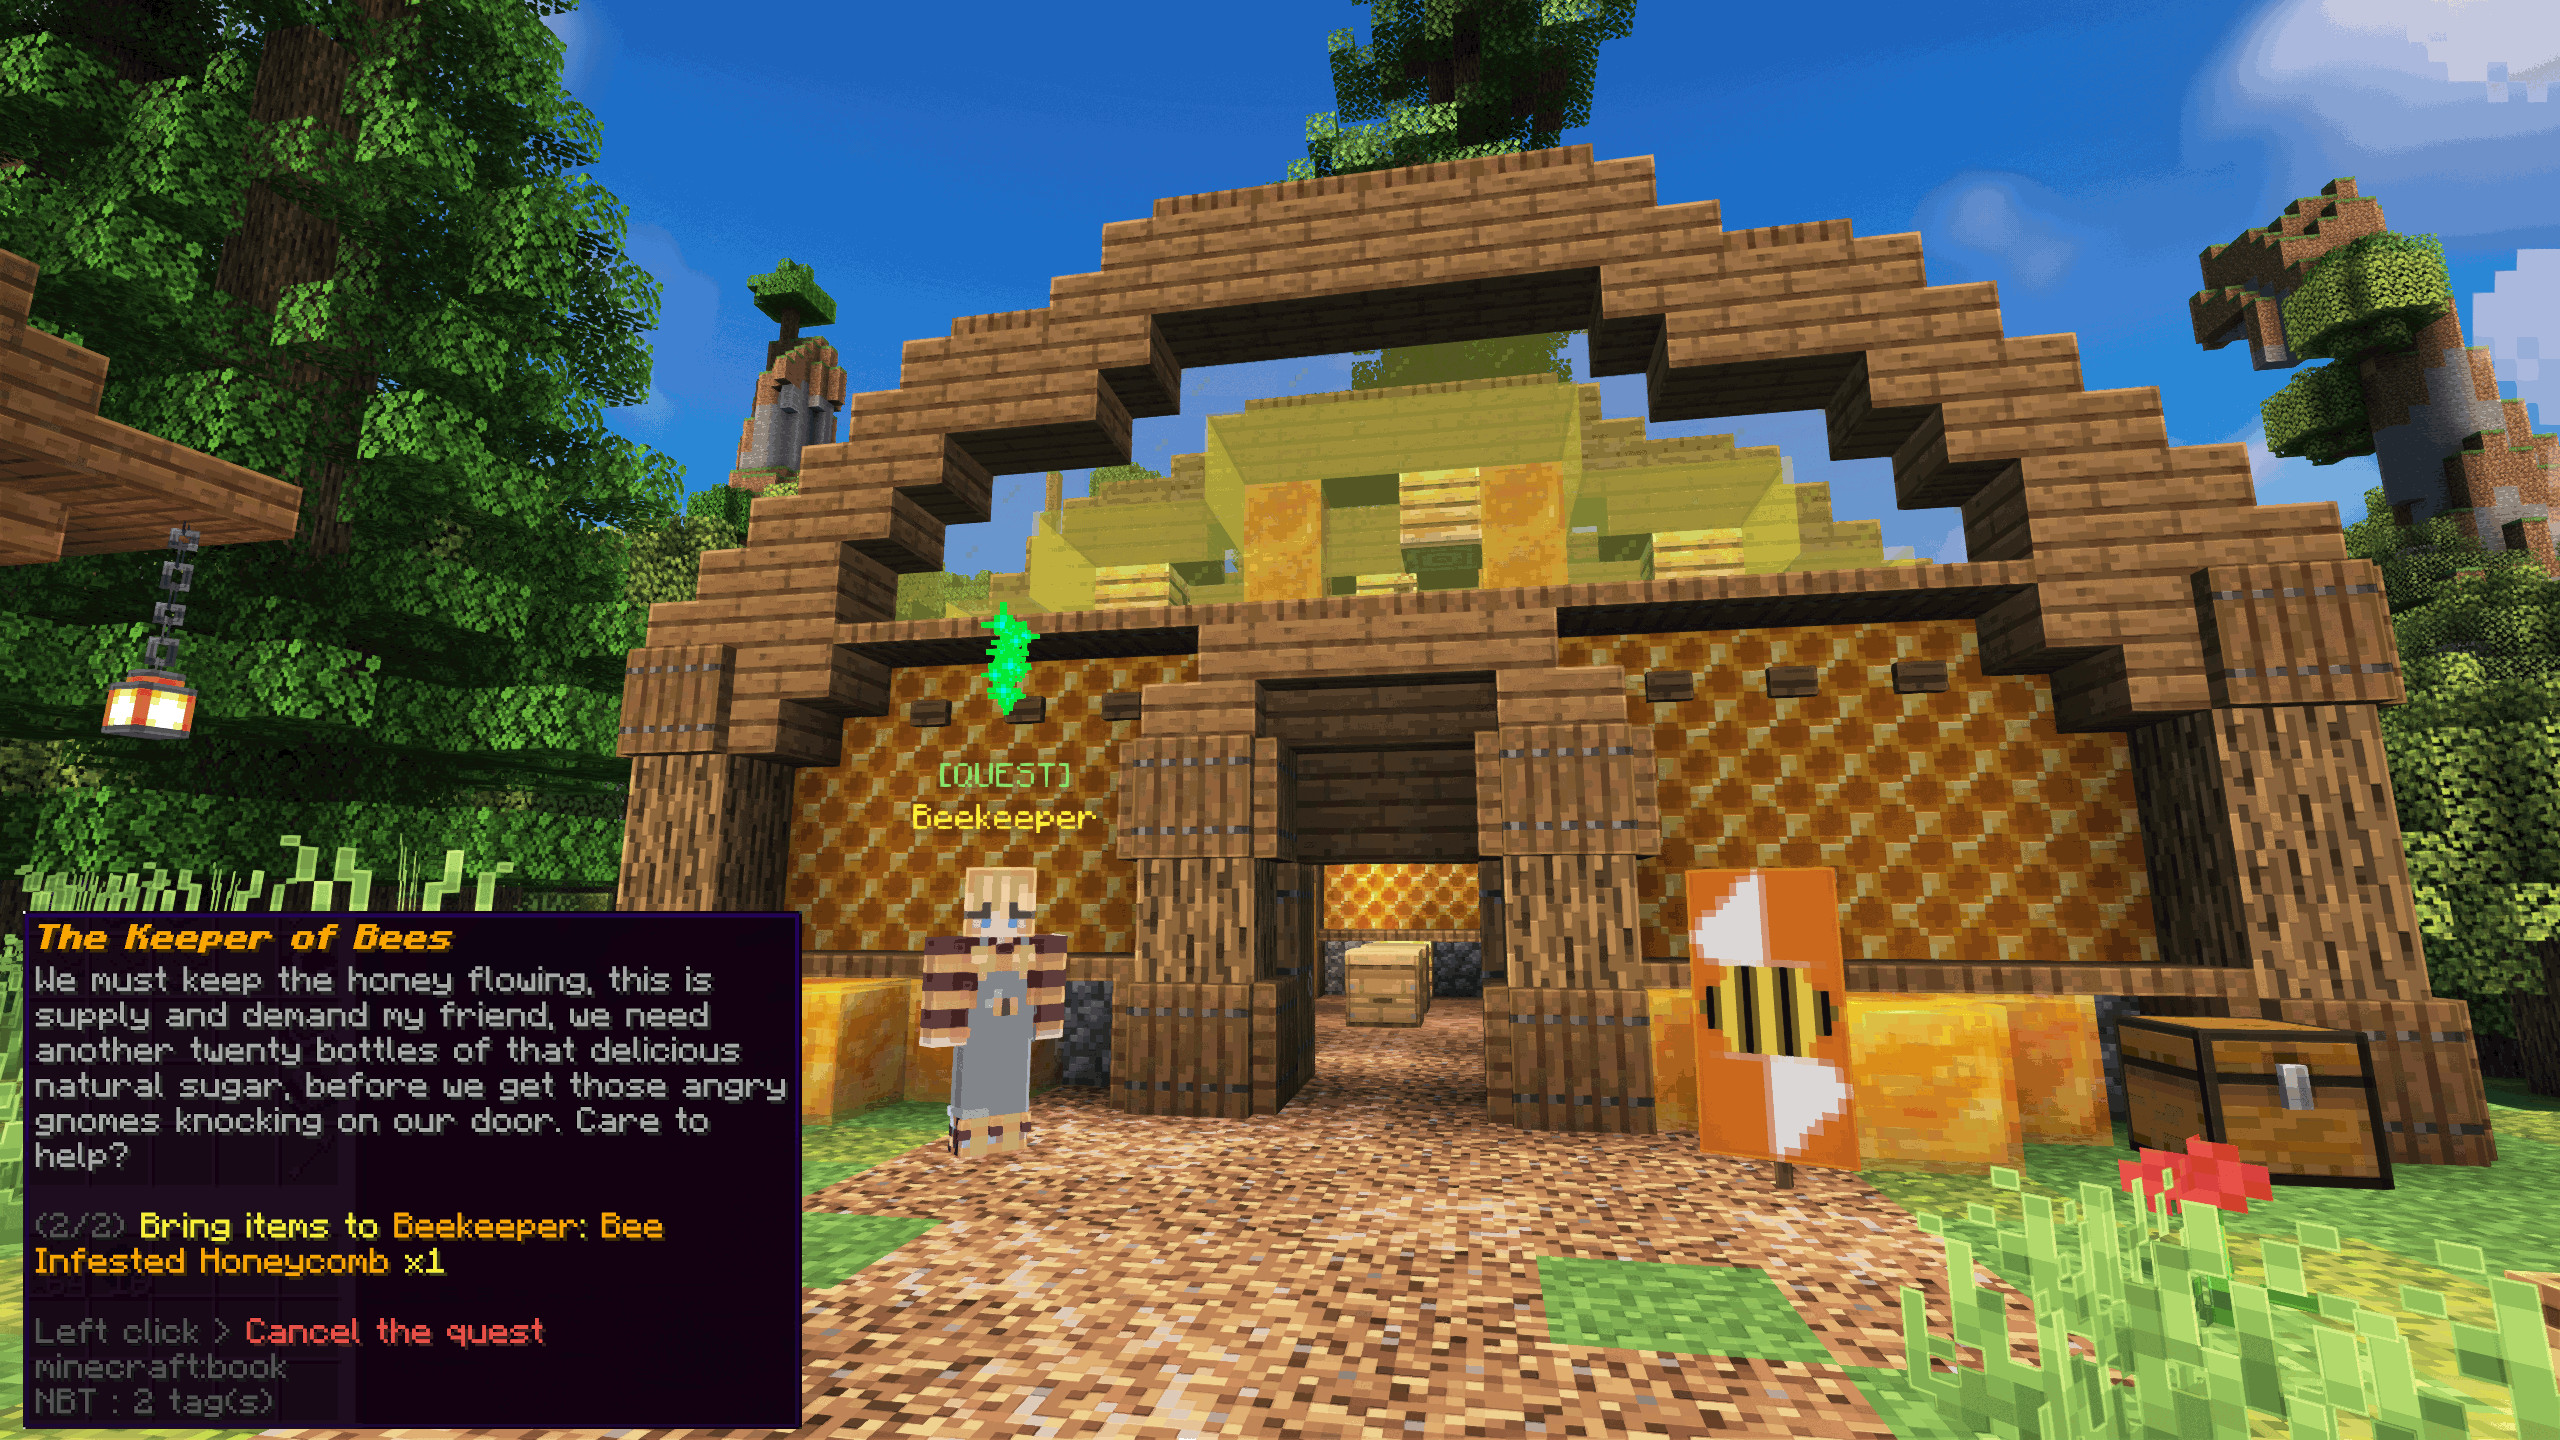 [QUEST]
Beekeeper
The Keeper of Bees
We must keep the honey flowing, this is
supply and demand my friend, we need
another twenty bottles of that delicious
natural sugar, before we get those angry
gnomes knocking on our door. Care to
help?
(2/2) Bring items to Beekeeper: Bee
Infested Honeycomb x1
Left click > Cancel the quest
minecraft:book
NBT : 2 tag(s)